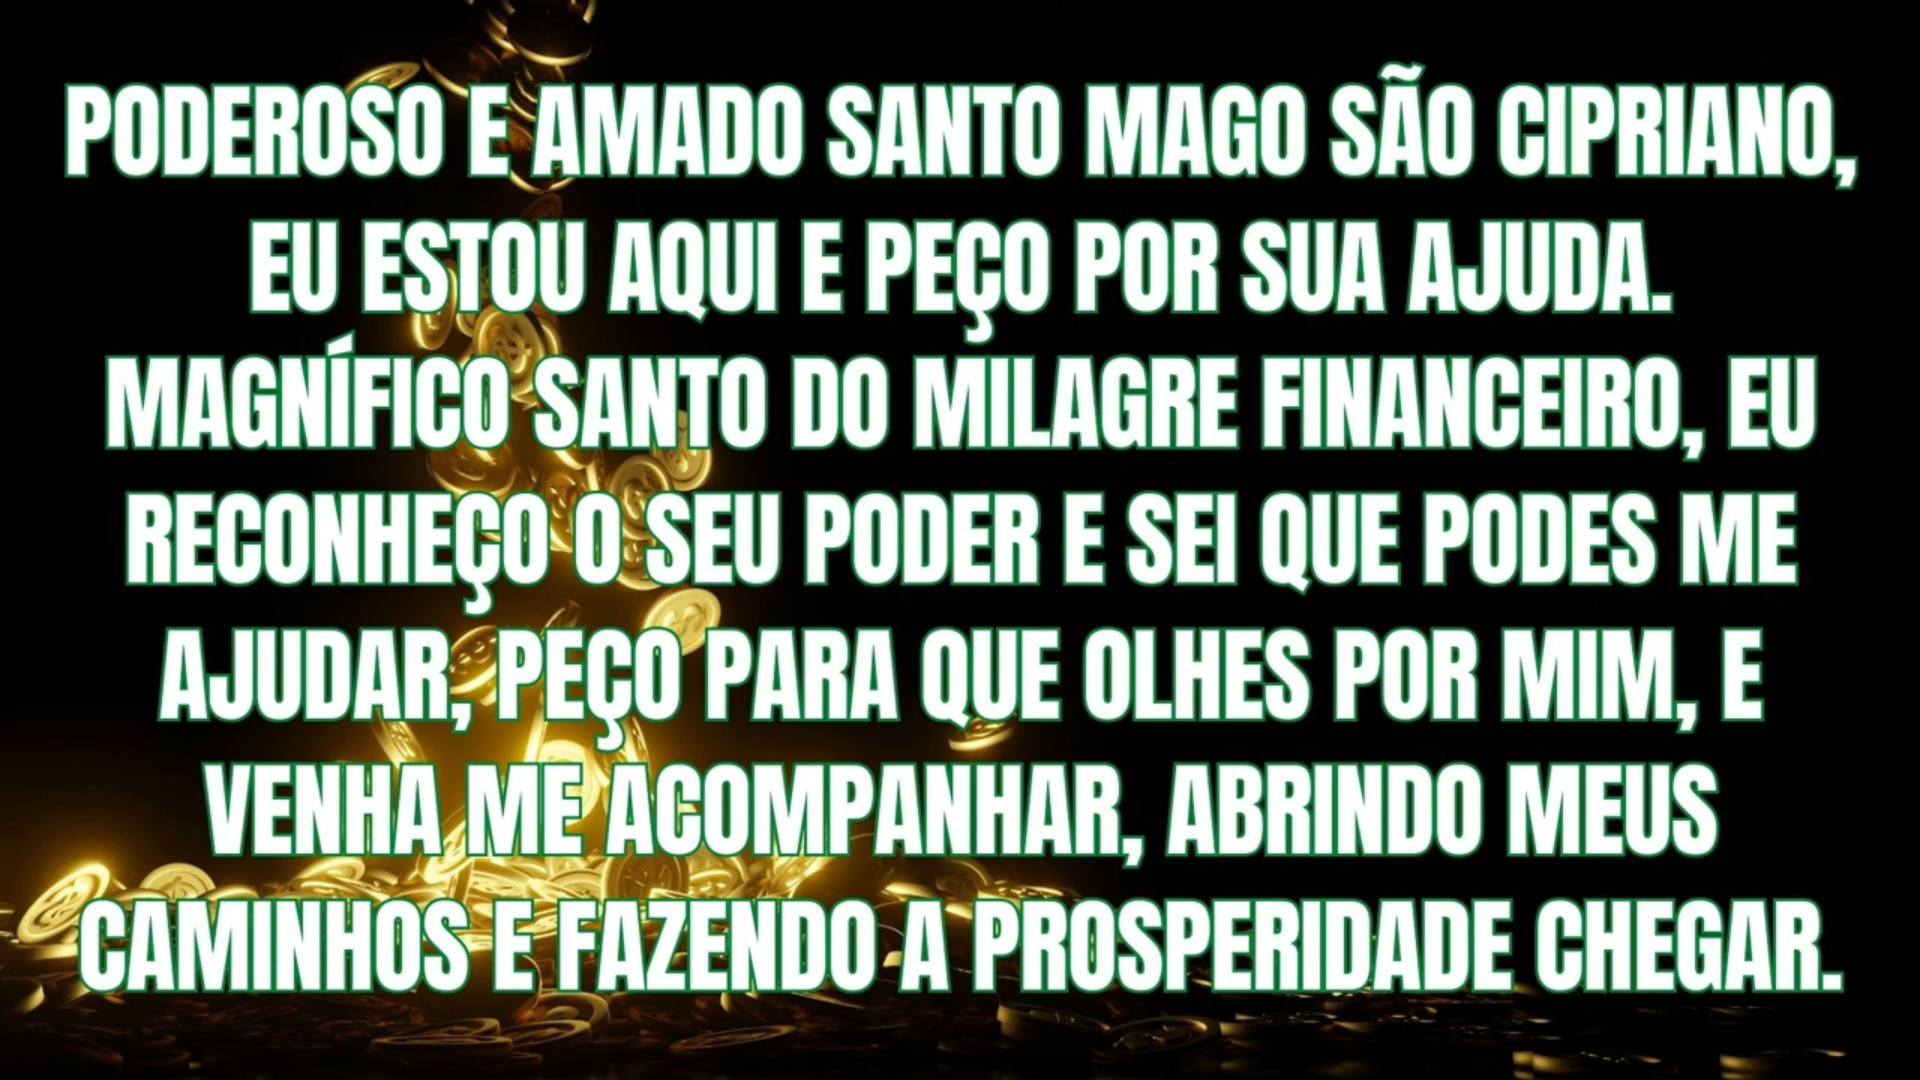 PODEROSO E AMADO SANTO MAGO SÃO CIPRIANO,
EU ESTOU AQUI E PEÇO POR SUA AJUDA.
MAGNÍFICO SANTO DO MILAGRE FINANCEIRO, EU
RECONHEÇO O SEU PODER E SEI QUE PODES ME
AJUDAR, PEÇO PARA QUE OLHES POR MIM, E
VENHA ME ACOMPANHAR, ABRINDO MEUS
CAMINHOS E FAZENDO A PROSPERIDADE CHEGAR.